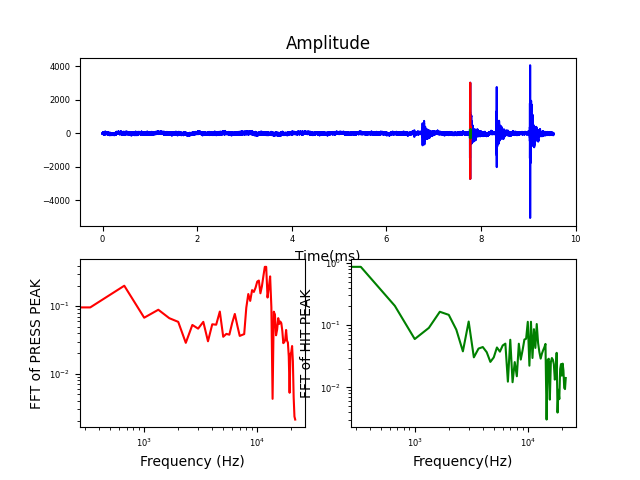 Amplitude
4000
2000
0
−2000
−4000
0 2 4 6 8 10
Time(ms)
FFT of PRESS PEAK
10⁻¹
10⁻²
10³ 10⁴
Frequency (Hz)
FFT of HIT PEAK
10⁰
10⁻¹
10⁻²
10³ 10⁴
Frequency(Hz)